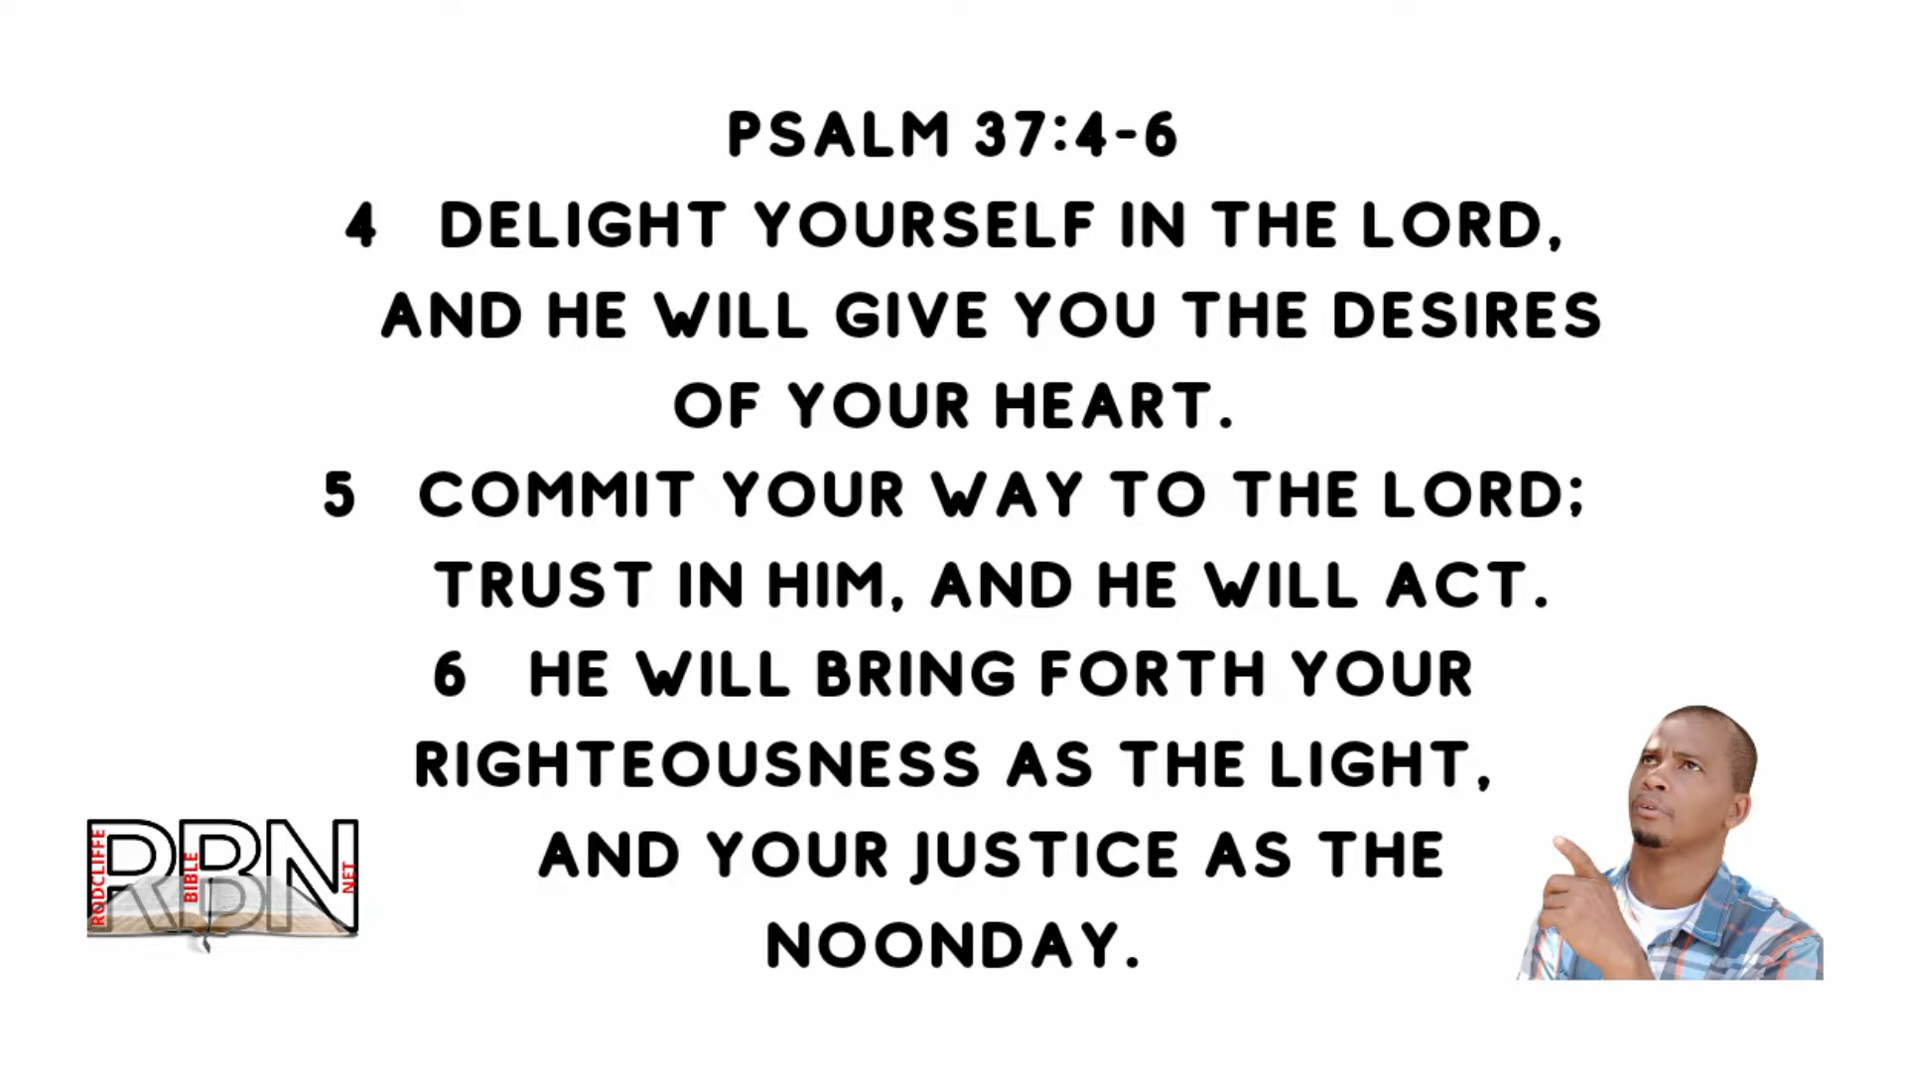 PSALM 37:4-6
4 DELIGHT YOURSELF IN THE LORD,
AND HE WILL GIVE YOU THE DESIRES
OF YOUR HEART.
5 COMMIT YOUR WAY TO THE LORD;
TRUST IN HIM, AND HE WILL ACT.
6 HE WILL BRING FORTH YOUR
RIGHTEOUSNESS AS THE LIGHT,
AND YOUR JUSTICE AS THE
NOONDAY.
RBN
RODCLIFFE
BIBLE
NET